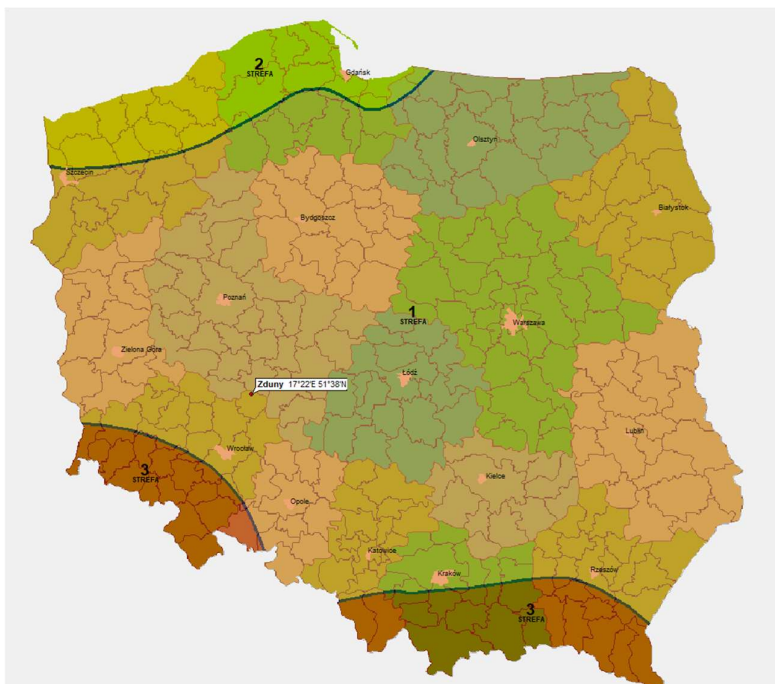 2
STREFA
Gdańsk
Olsztyn
Szczecin
Białystok
Bydgoszcz
Poznań
1
STREFA
Warszawa
Zielona Góra
Łódź
Zduny 17°22'E 51°38'N
Lublin
Wrocław
3
STREFA
Kielce
Opole
Katowice
Kraków
Rzeszów
3
STREFA